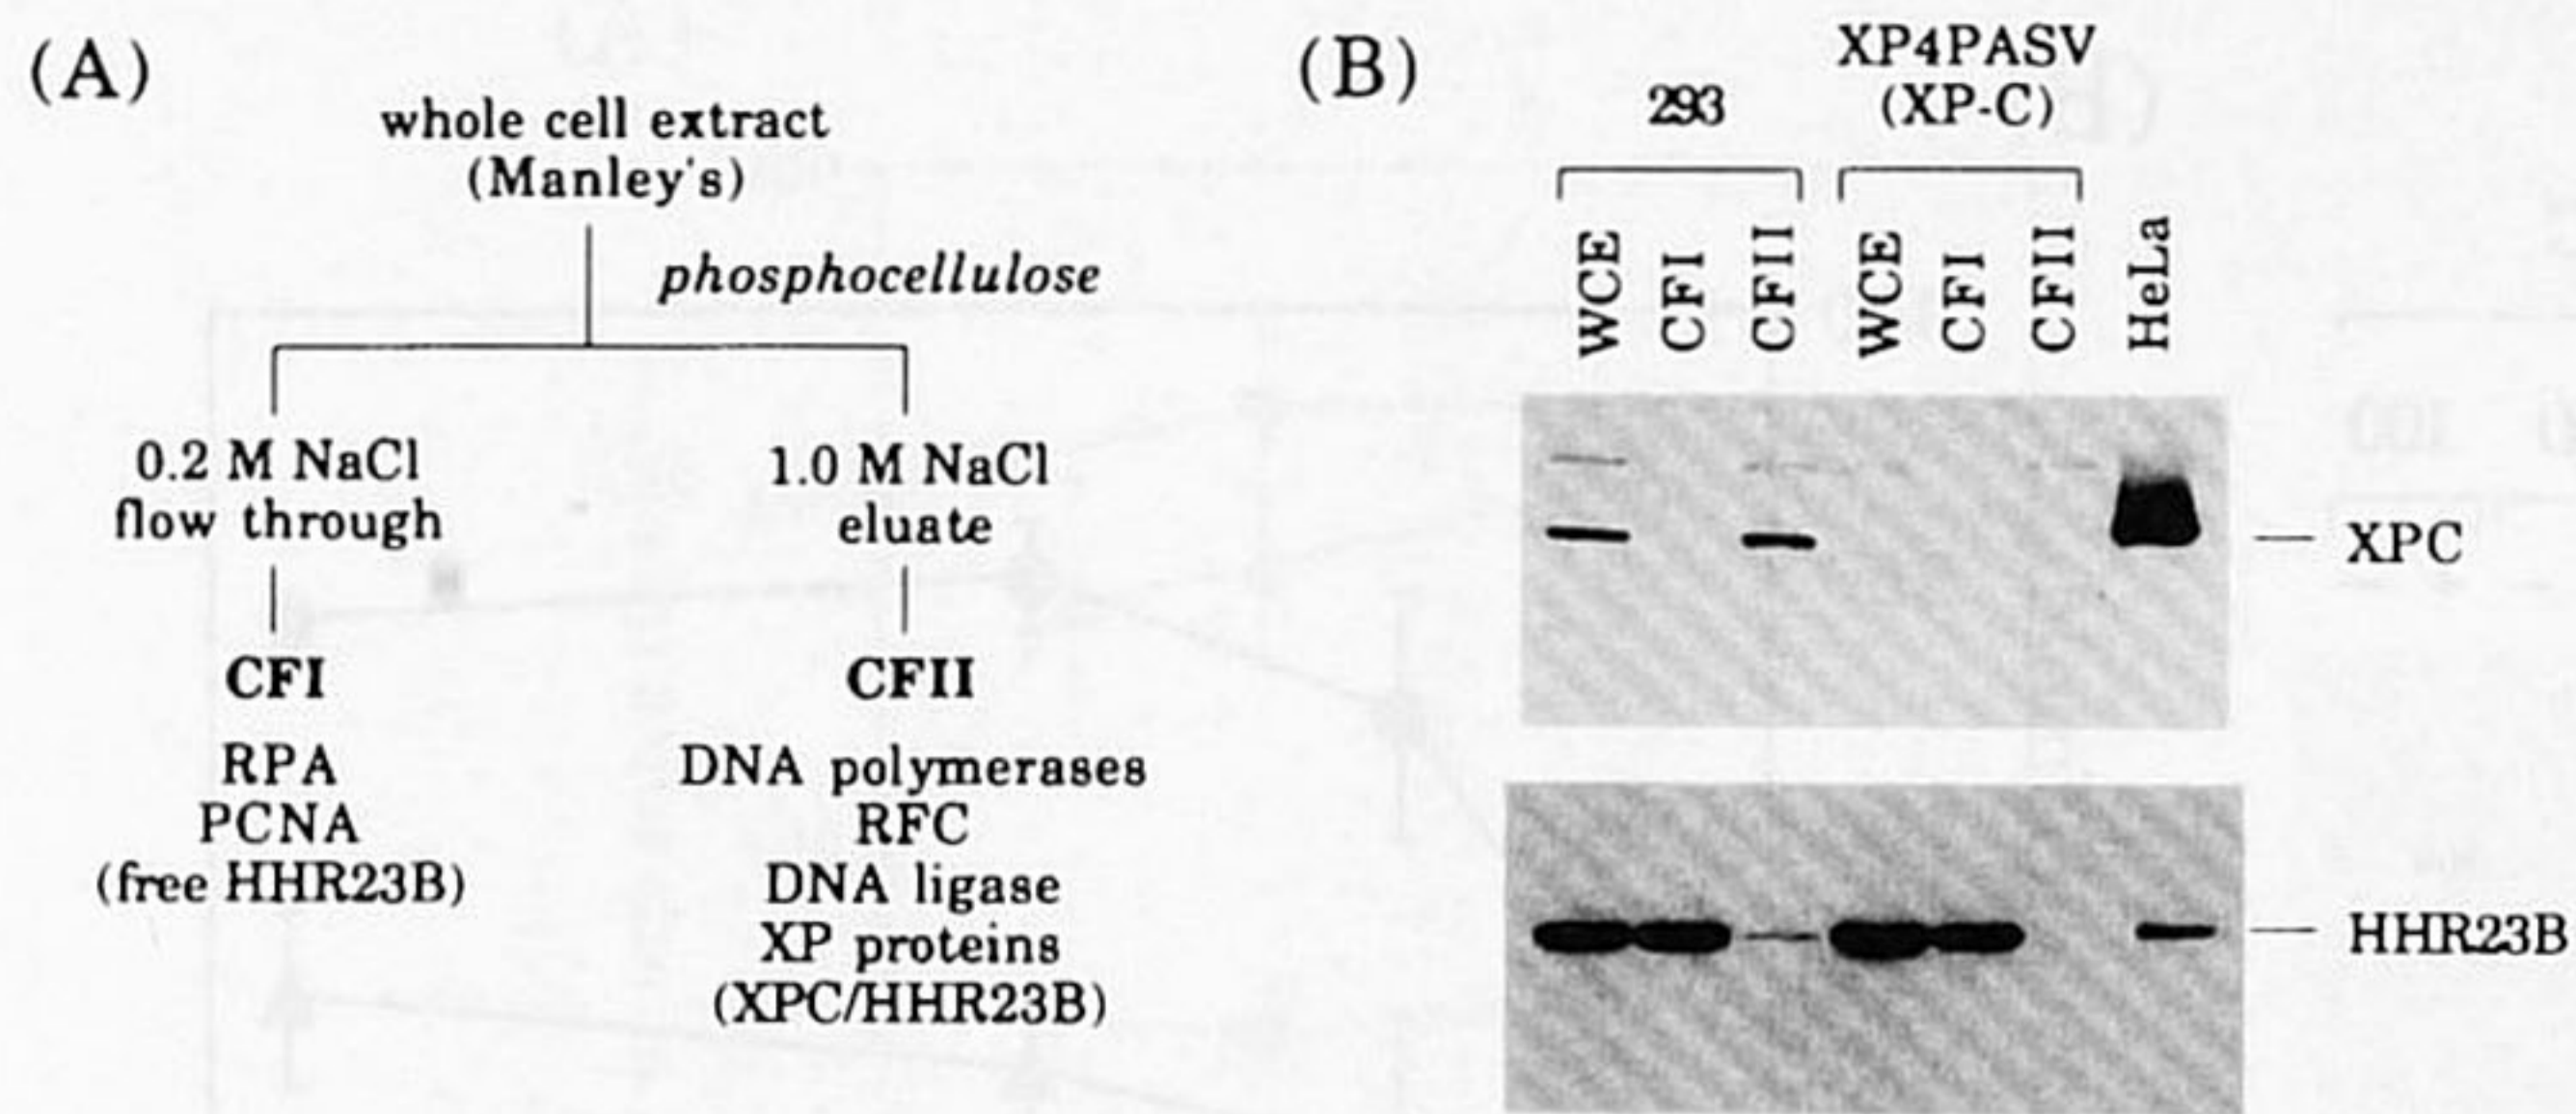 (A)
whole cell extract
(Manley's)
phosphocellulose
0.2 M NaCl
flow through
1.0 M NaCl
eluate
CFI
CFII
RPA
PCNA
(free HHR23B)
DNA polymerases
RFC
DNA ligase
XP proteins
(XPC/HHR23B)
(B)
293
XP4PASV
(XP-C)
WCE
CFI
CFII
WCE
CFI
CFII
HeLa
XPC
HHR23B